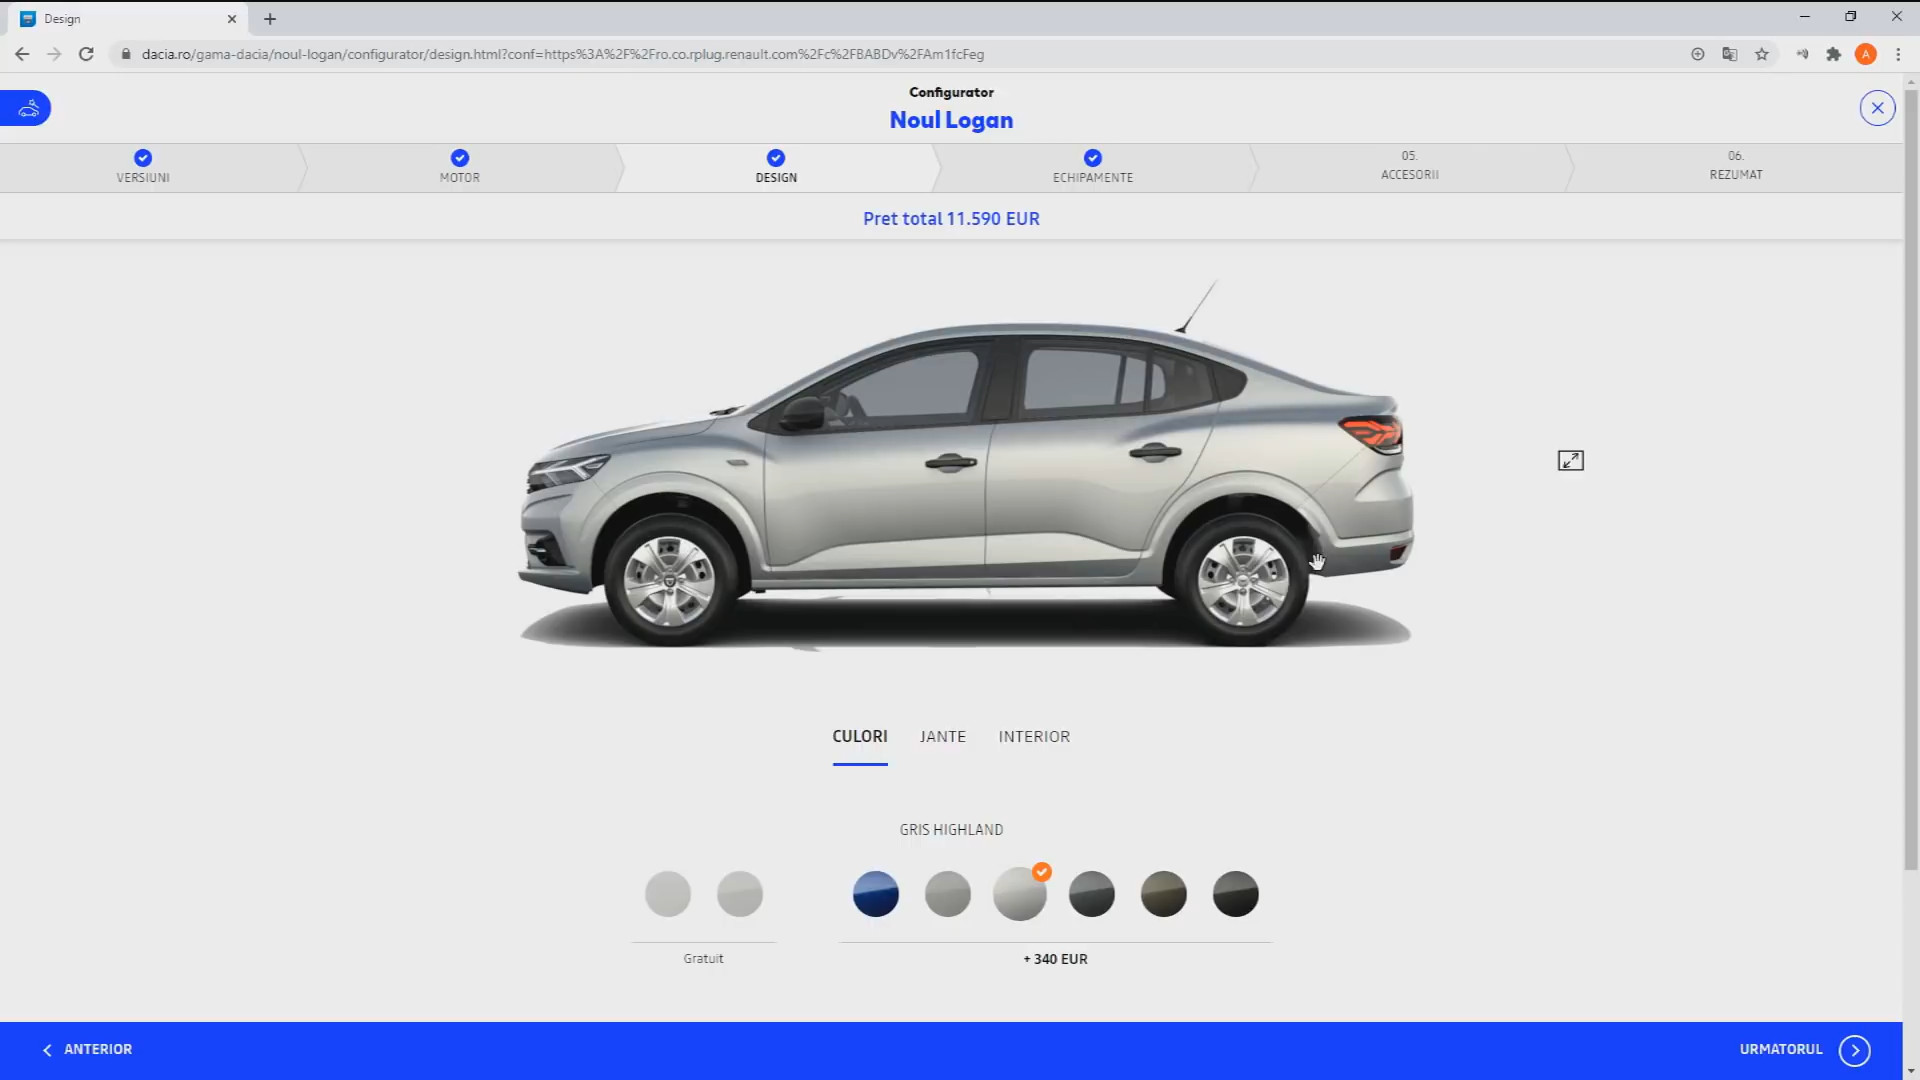 Design
dacia.ro/gama-dacia/noul-logan/configurator/design.html?conf=https%3A%2F%2Fro.co.rplug.renault.com%2Fc%2FBABDv%2FAm1fcFeg
A
Configurator
Noul Logan
VERSIUNI
MOTOR
DESIGN
ECHIPAMENTE
05.
ACCESORII
06.
REZUMAT
Pret total 11.590 EUR
CULORI
JANTE
INTERIOR
GRIS HIGHLAND
Gratuit
+ 340 EUR
ANTERIOR
URMATORUL